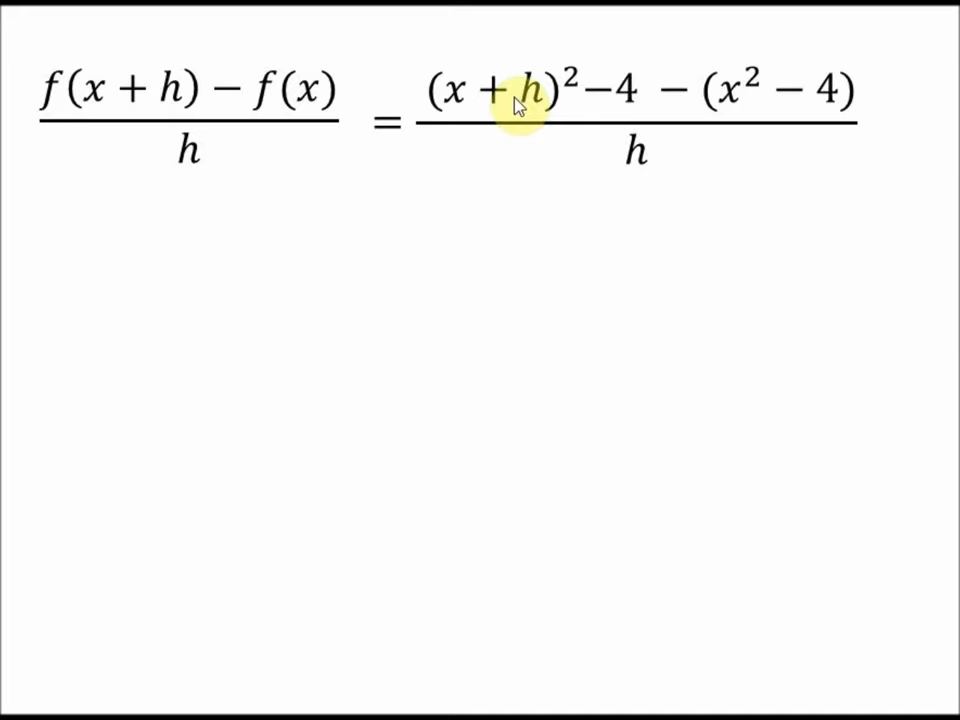 f(x + h) − f(x) / h = (x + h)² −4 − (x² − 4) / h